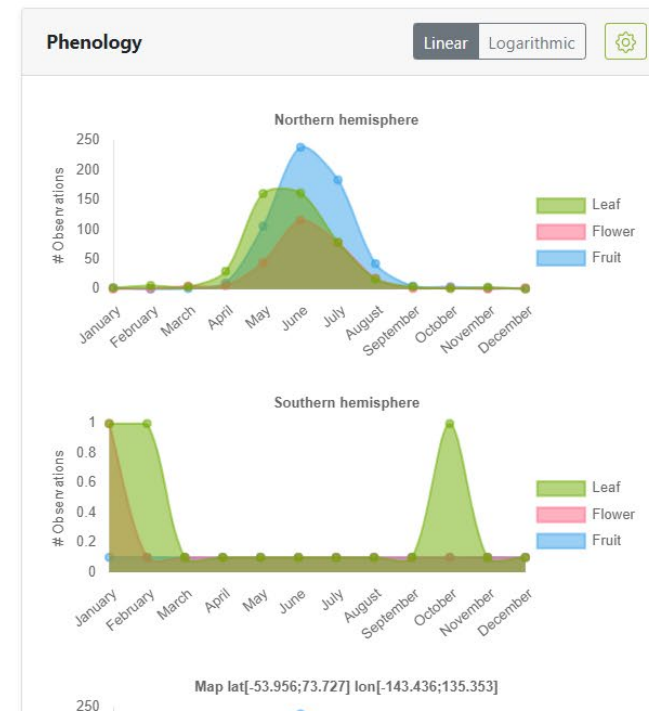 Phenology
Linear Logarithmic
Northern hemisphere
# Observations
250
200
150
100
50
0
January February March April May June July August September October November December
Leaf
Flower
Fruit
Southern hemisphere
# Observations
1
0.8
0.6
0.4
0.2
0
January February March April May June July August September October November December
Leaf
Flower
Fruit
Map lat[-53.956;73.727] lon[-143.436;135.353]
250